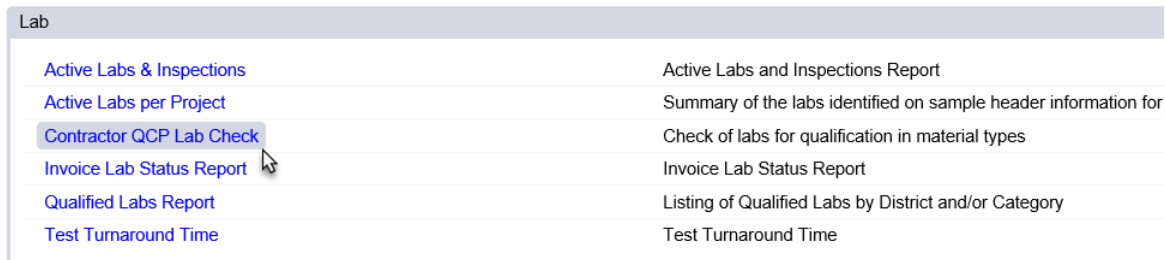 Lab
Active Labs & Inspections Active Labs and Inspections Report
Active Labs per Project Summary of the labs identified on sample header information for
Contractor QCP Lab Check Check of labs for qualification in material types
Invoice Lab Status Report Invoice Lab Status Report
Qualified Labs Report Listing of Qualified Labs by District and/or Category
Test Turnaround Time Test Turnaround Time